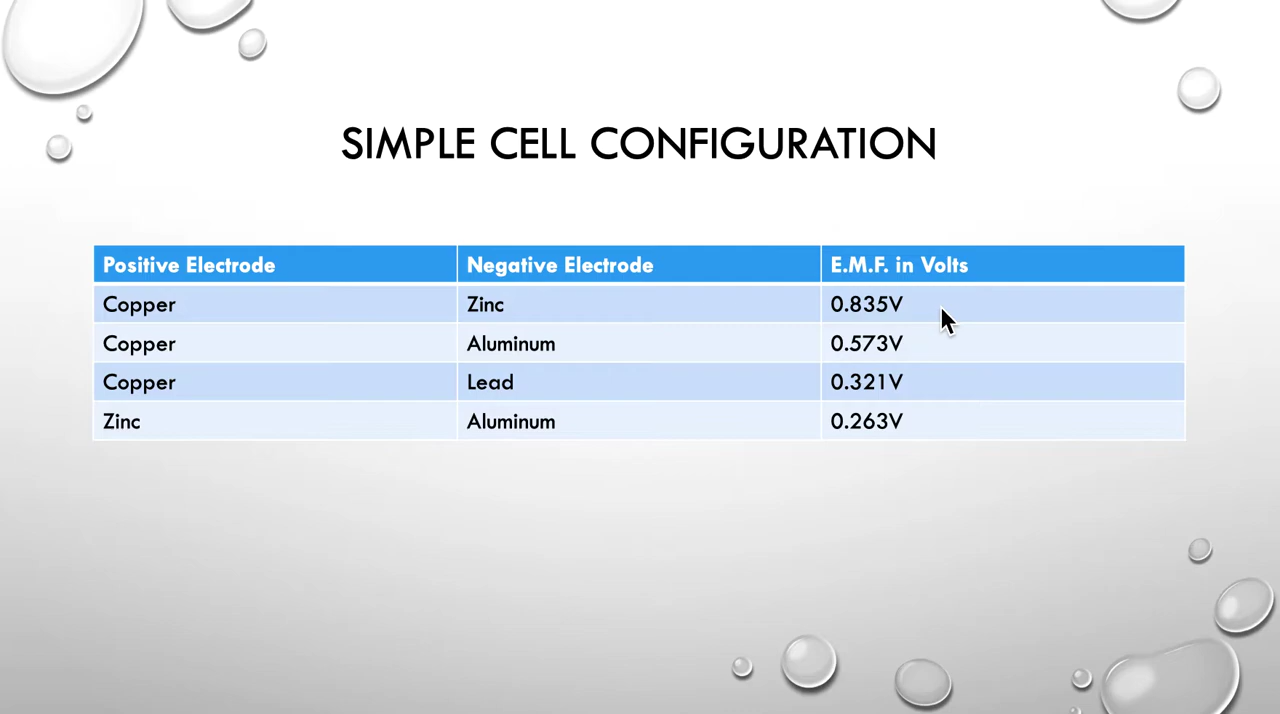 SIMPLE CELL CONFIGURATION
Positive Electrode Negative Electrode E.M.F. in Volts
Copper Zinc 0.835V
Copper Aluminum 0.573V
Copper Lead 0.321V
Zinc Aluminum 0.263V